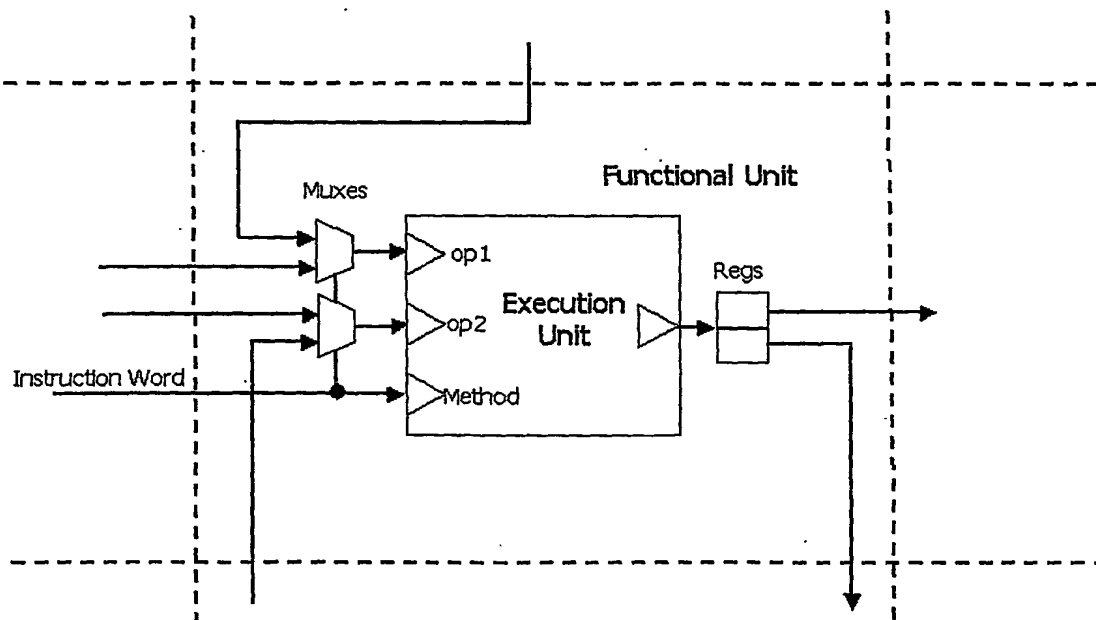 Functional Unit
Muxes
op1
Regs
Execution
Unit
op2
Instruction Word
Method